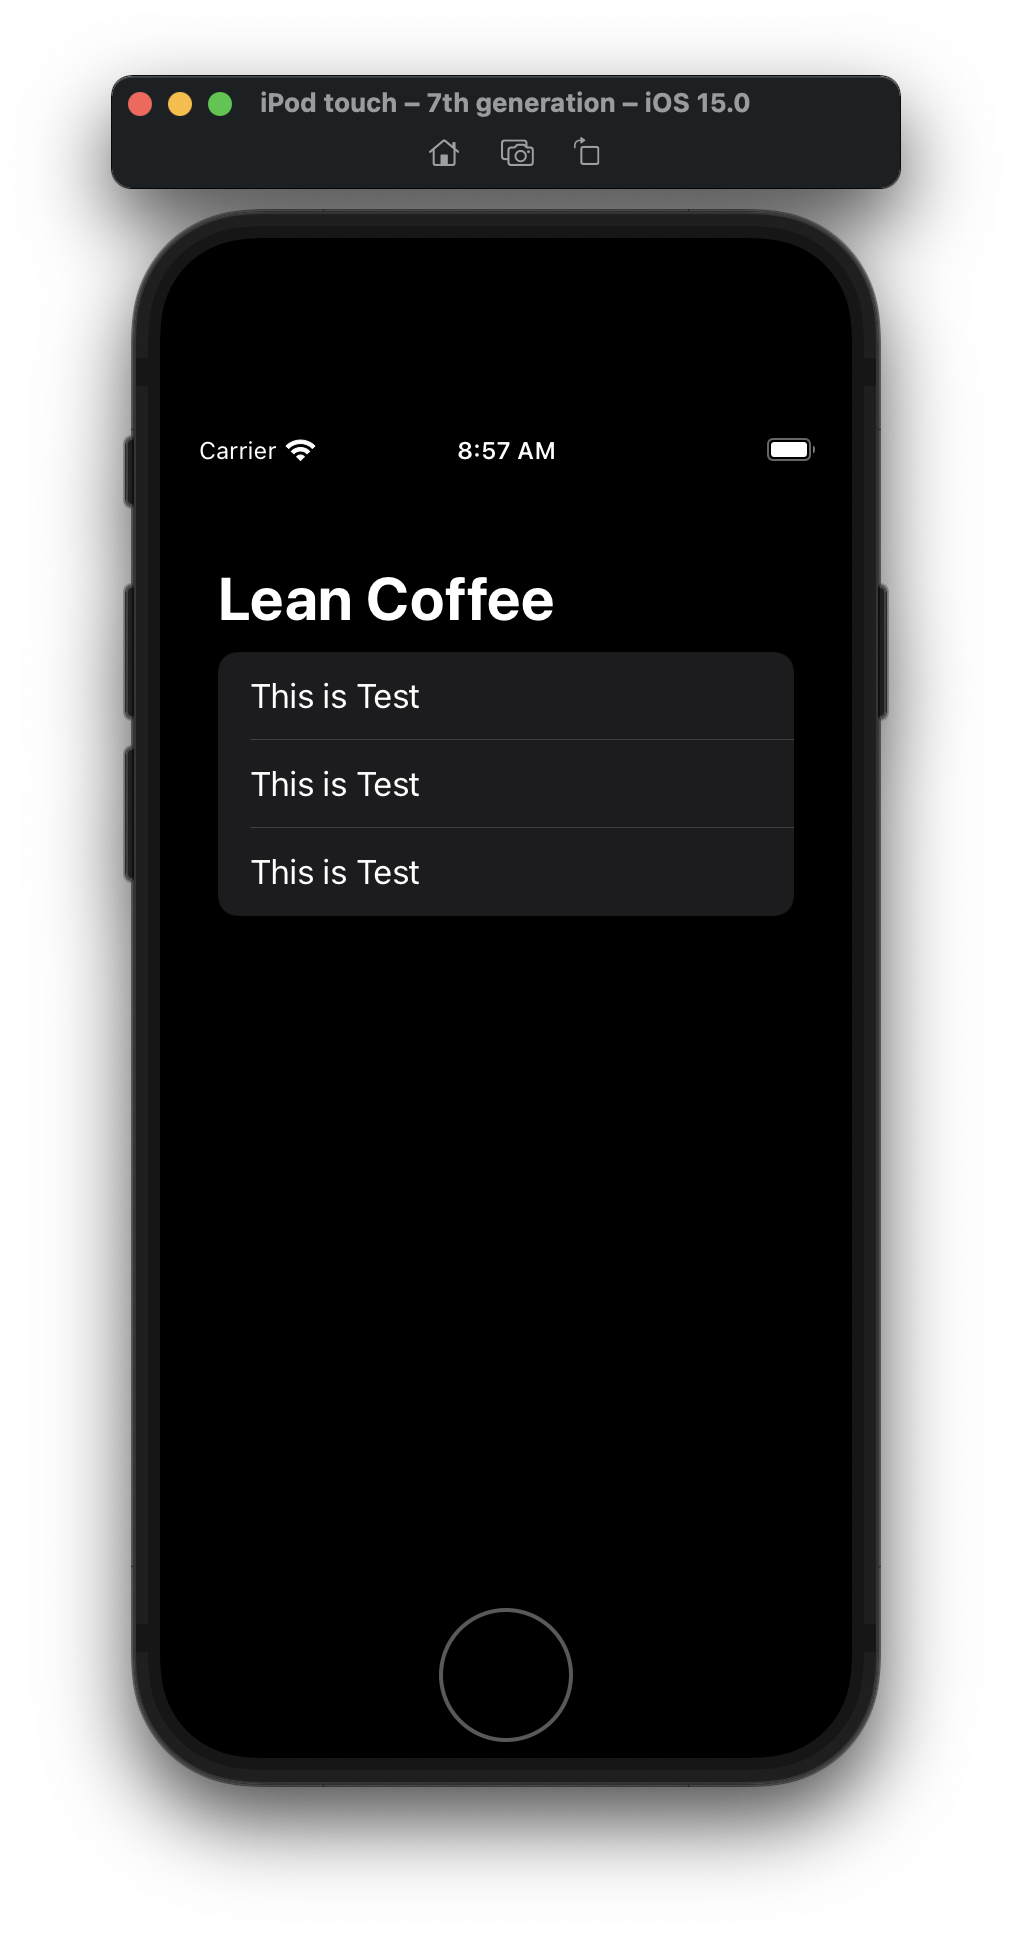 iPod touch – 7th generation – iOS 15.0
Carrier 8:57 AM
Lean Coffee
This is Test
This is Test
This is Test